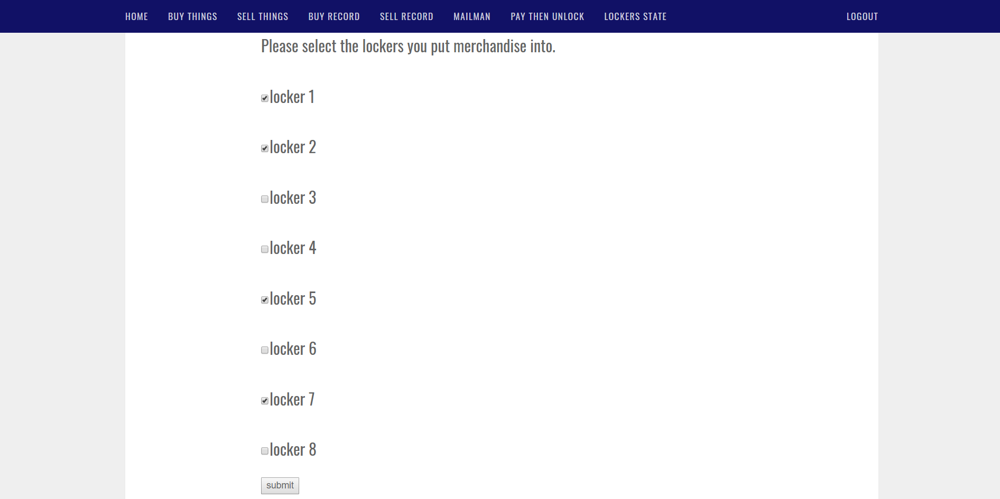 HOME BUY THINGS SELL THINGS BUY RECORD SELL RECORD MAILMAN PAY THEN UNLOCK LOCKERS STATE LOGOUT
Please select the lockers you put merchandise into.
locker 1
locker 2
locker 3
locker 4
locker 5
locker 6
locker 7
locker 8
submit